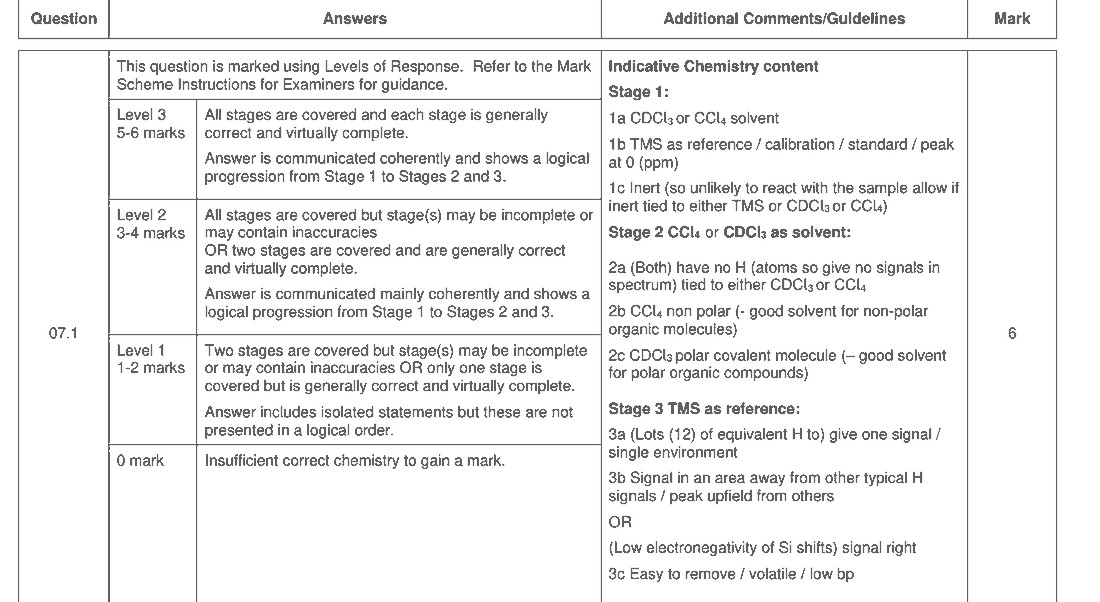 Question Answers Additional Comments/Guidelines Mark
07.1
This question is marked using Levels of Response. Refer to the Mark
Scheme Instructions for Examiners for guidance.
Level 3
5-6 marks
All stages are covered and each stage is generally
correct and virtually complete.
Answer is communicated coherently and shows a logical
progression from Stage 1 to Stages 2 and 3.
Level 2
3-4 marks
All stages are covered but stage(s) may be incomplete or
may contain inaccuracies
OR two stages are covered and are generally correct
and virtually complete.
Answer is communicated mainly coherently and shows a
logical progression from Stage 1 to Stages 2 and 3.
Level 1
1-2 marks
Two stages are covered but stage(s) may be incomplete
or may contain inaccuracies OR only one stage is
covered but is generally correct and virtually complete.
Answer includes isolated statements but these are not
presented in a logical order.
0 mark
Insufficient correct chemistry to gain a mark.
Indicative Chemistry content
Stage 1:
1a CDCl₃ or CCl₄ solvent
1b TMS as reference / calibration / standard / peak
at 0 (ppm)
1c Inert (so unlikely to react with the sample allow if
inert tied to either TMS or CDCl₃ or CCl₄)
Stage 2 CCl₄ or CDCl₃ as solvent:
2a (Both) have no H (atoms so give no signals in
spectrum) tied to either CDCl₃ or CCl₄
2b CCl₄ non polar (- good solvent for non-polar
organic molecules)
2c CDCl₃ polar covalent molecule (– good solvent
for polar organic compounds)
Stage 3 TMS as reference:
3a (Lots (12) of equivalent H to) give one signal /
single environment
3b Signal in an area away from other typical H
signals / peak upfield from others
OR
(Low electronegativity of Si shifts) signal right
3c Easy to remove / volatile / low bp
6